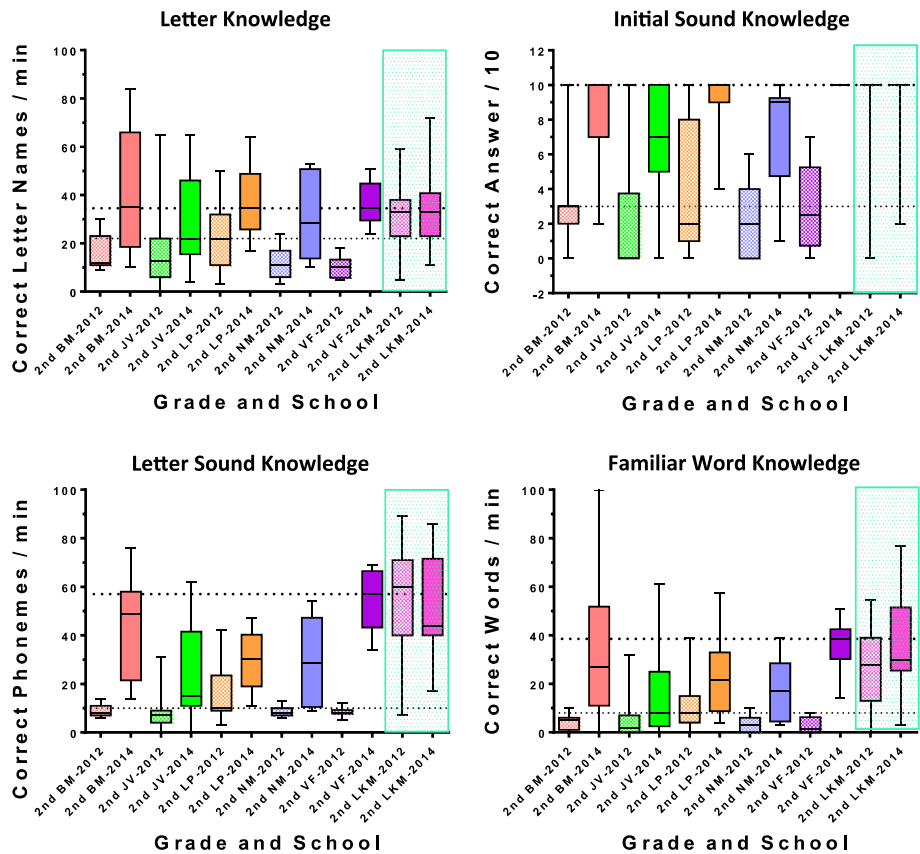 Letter Knowledge
Correct Letter Names / min
100
80
60
40
20
0
2nd BM-2012
2nd BM-2014
2nd JV-2012
2nd JV-2014
2nd LP-2012
2nd LP-2014
2nd NM-2012
2nd NM-2014
2nd VF-2012
2nd VF-2014
2nd LKM-2012
2nd LKM-2014
Grade and School
Initial Sound Knowledge
Correct Answer / 10
12
10
8
6
4
2
0
-2
2nd BM-2012
2nd BM-2014
2nd JV-2012
2nd JV-2014
2nd LP-2012
2nd LP-2014
2nd NM-2012
2nd NM-2014
2nd VF-2012
2nd VF-2014
2nd LKM-2012
2nd LKM-2014
Grade and School
Letter Sound Knowledge
Correct Phonemes / min
100
80
60
40
20
0
2nd BM-2012
2nd BM-2014
2nd JV-2012
2nd JV-2014
2nd LP-2012
2nd LP-2014
2nd NM-2012
2nd NM-2014
2nd VF-2012
2nd VF-2014
2nd LKM-2012
2nd LKM-2014
Grade and School
Familiar Word Knowledge
Correct Words / min
100
80
60
40
20
0
2nd BM-2012
2nd BM-2014
2nd JV-2012
2nd JV-2014
2nd LP-2012
2nd LP-2014
2nd NM-2012
2nd NM-2014
2nd VF-2012
2nd VF-2014
2nd LKM-2012
2nd LKM-2014
Grade and School